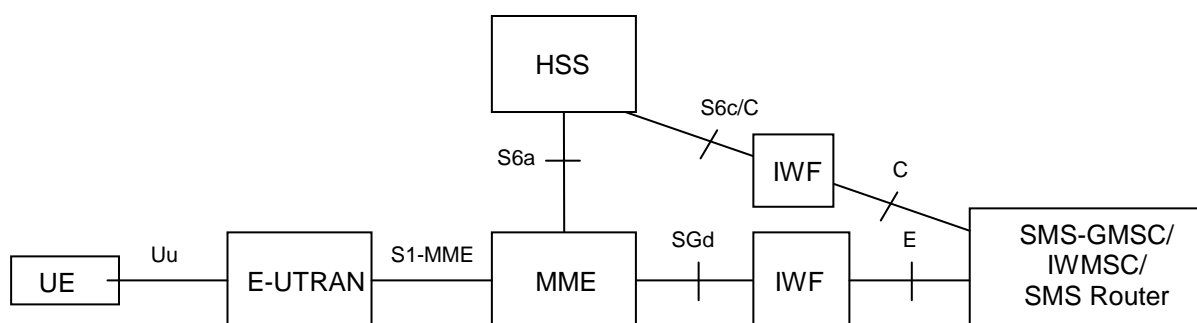 HSS
S6c/C
S6a
IWF
C
Uu
S1-MME
SGd
E
UE
E-UTRAN
MME
IWF
SMS-GMSC/
IWMSC/
SMS Router